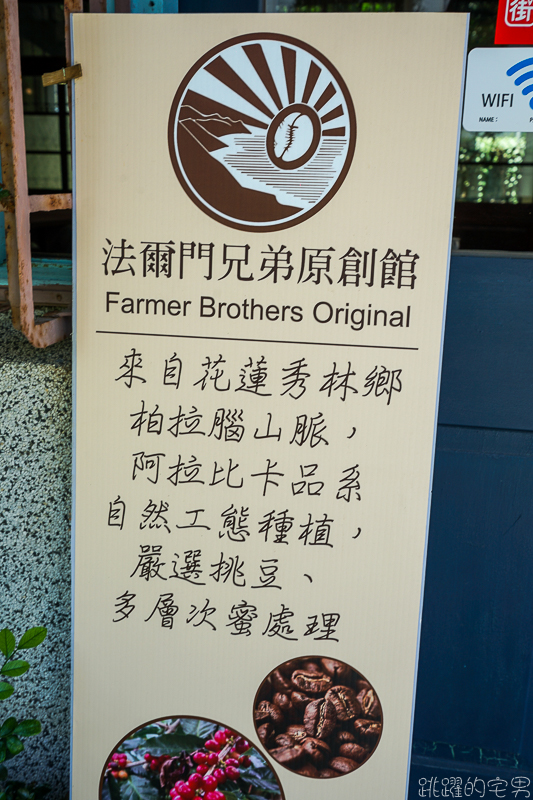 街
WIFI
NAME：
法爾門兄弟原創館
Farmer Brothers Original
來自花蓮秀林鄉
柏拉腦山脈，
阿拉比卡品系
自然工態種植，
嚴選挑豆、
多層次蜜處理
跳躍的宅男